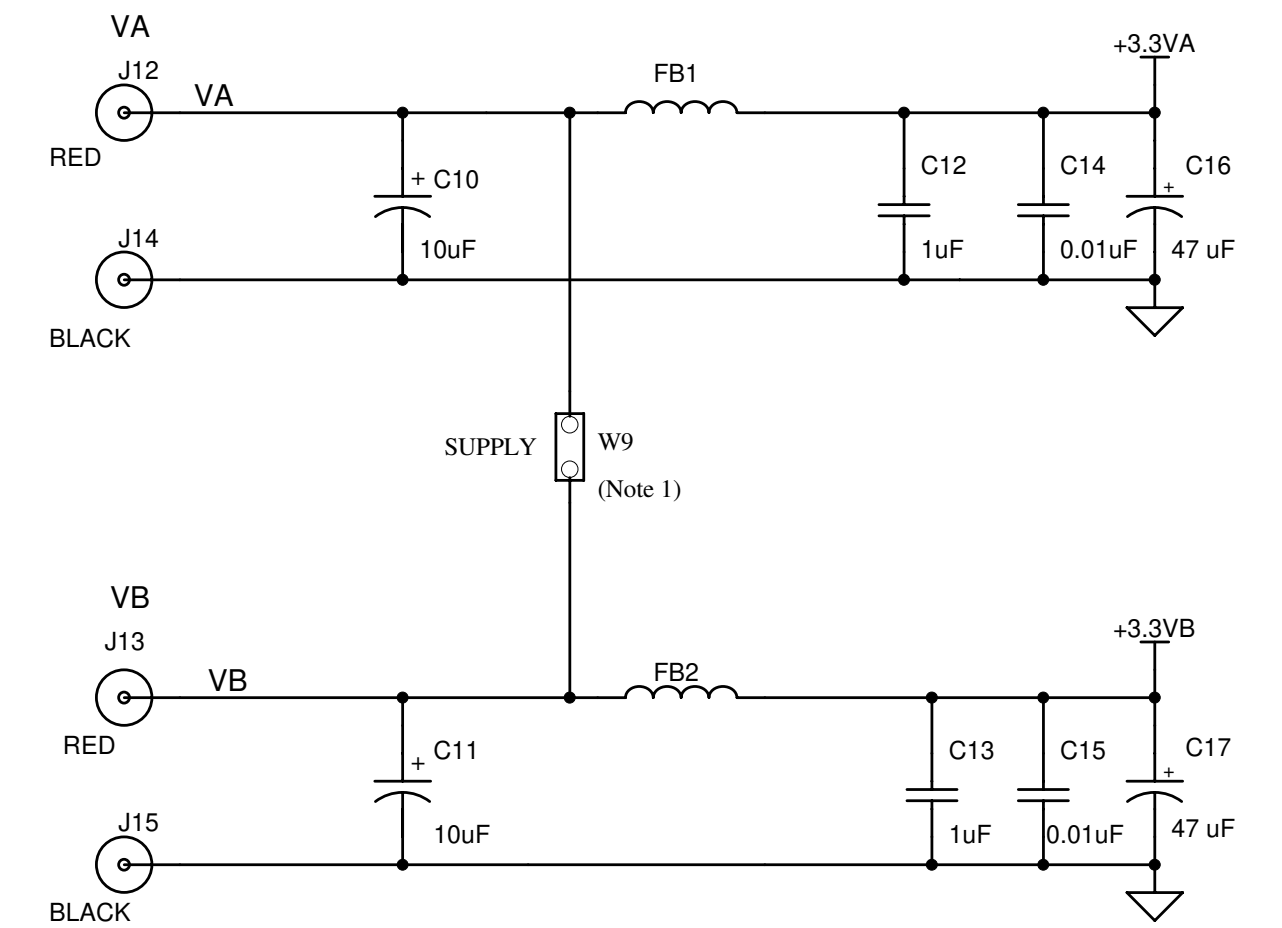 VA
J12
+3.3VA
FB1
VA
RED
C12
C14
C16
+ C10
+
J14
10uF
1uF
0.01uF
47 uF
BLACK
SUPPLY
W9
(Note 1)
VB
J13
+3.3VB
VB
FB2
RED
C11
+
C13
C15
C17
+
J15
10uF
1uF
0.01uF
47 uF
BLACK